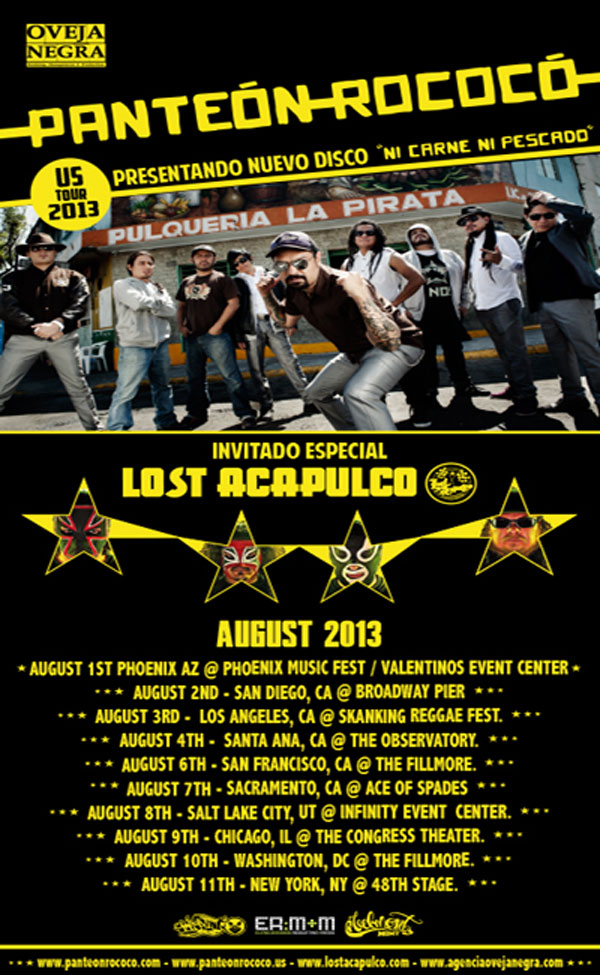 OVEJA
NEGRA
PANTEÓN ROCOCÓ
US
TOUR
2013
PRESENTANDO NUEVO DISCO "NI CARNE NI PESCADO"
PULQUERIA LA PIRATA
LIC.
INVITADO ESPECIAL
LOST ACAPULCO
AUGUST 2013
★ AUGUST 1ST PHOENIX AZ @ PHOENIX MUSIC FEST / VALENTINOS EVENT CENTER ★
★★★ AUGUST 2ND - SAN DIEGO, CA @ BROADWAY PIER ★★★
★★★ AUGUST 3RD - LOS ANGELES, CA @ SKANKING REGGAE FEST. ★★★
★★★ AUGUST 4TH - SANTA ANA, CA @ THE OBSERVATORY. ★★★
★★★ AUGUST 6TH - SAN FRANCISCO, CA @ THE FILLMORE. ★★★
★★★ AUGUST 7TH - SACRAMENTO, CA @ ACE OF SPADES ★★★
★★★ AUGUST 8TH - SALT LAKE CITY, UT @ INFINITY EVENT CENTER. ★★★
★★★ AUGUST 9TH - CHICAGO, IL @ THE CONGRESS THEATER. ★★★
★★★ AUGUST 10TH - WASHINGTON, DC @ THE FILLMORE. ★★★
★★★ AUGUST 11TH - NEW YORK, NY @ 48TH STAGE. ★★★
★★★ www.panteonrococo.com - www.panteonrococo.us - www.lostacapulco.com - www.agenciaovejanegra.com ★★★